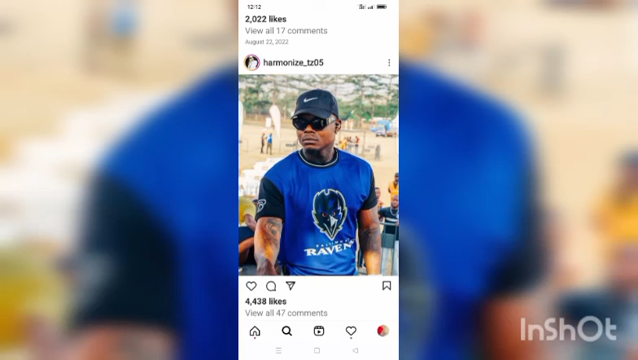 12:12
2,022 likes
View all 17 comments
August 22, 2022
harmonize_tz05
RAVENS
4,438 likes
View all 47 comments
InShOt